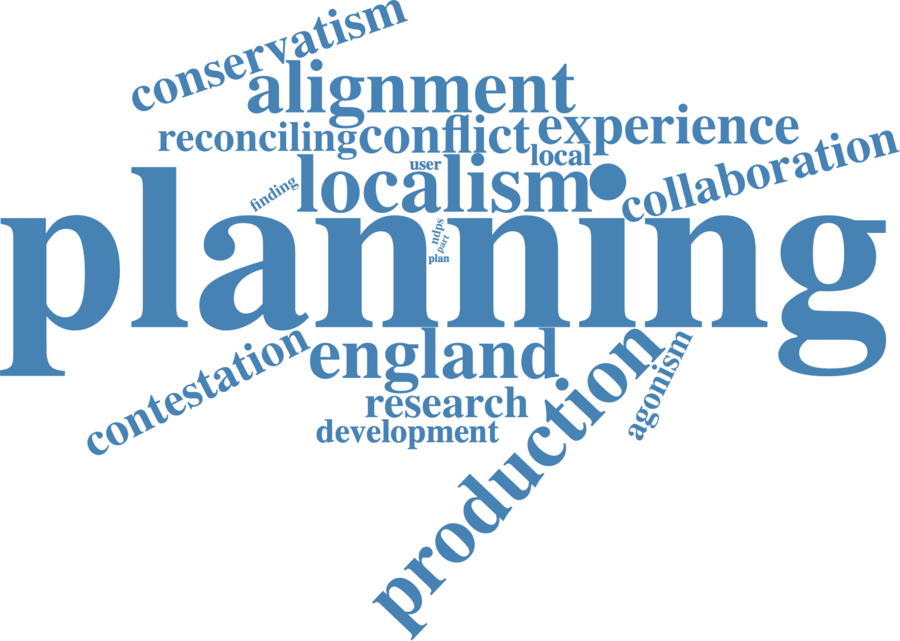 conservatism
alignment
reconciling conflict experience
user local
finding localism collaboration
planning
ndps
part
plan
contestation england
production
agonism
research
development